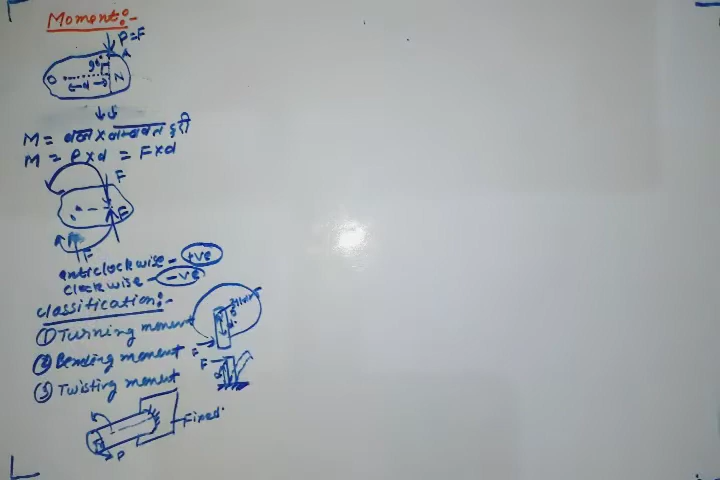 Moment:-
P=F
A
90°
O
d
N
M = बल × लम्बवत दूरी
M = P×d = F×d
F
F
F
anticlockwise - +ve
clockwise - -ve
classification:-
① Turning moment
F
② Bending moment
F
③ Twisting moment
Fixed
P